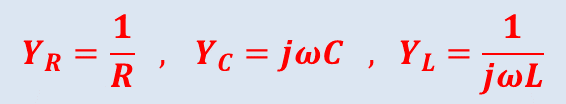 Y_R = 1/R , Y_C = jωC , Y_L = 1/jωL